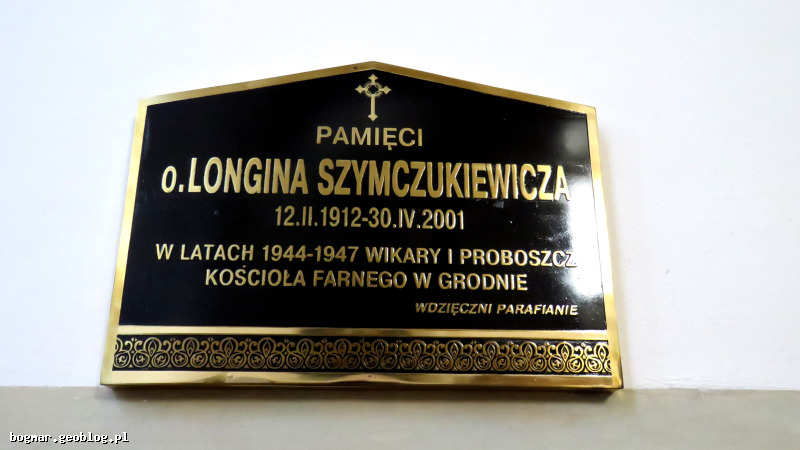 PAMIĘCI
o. LONGINA SZYMCZUKIEWICZA
12.II.1912-30.IV.2001
W LATACH 1944-1947 WIKARY I PROBOSZCZ
KOŚCIOŁA FARNEGO W GRODNIE
WDZIĘCZNI PARAFIANIE
bogmar.geoblog.pl